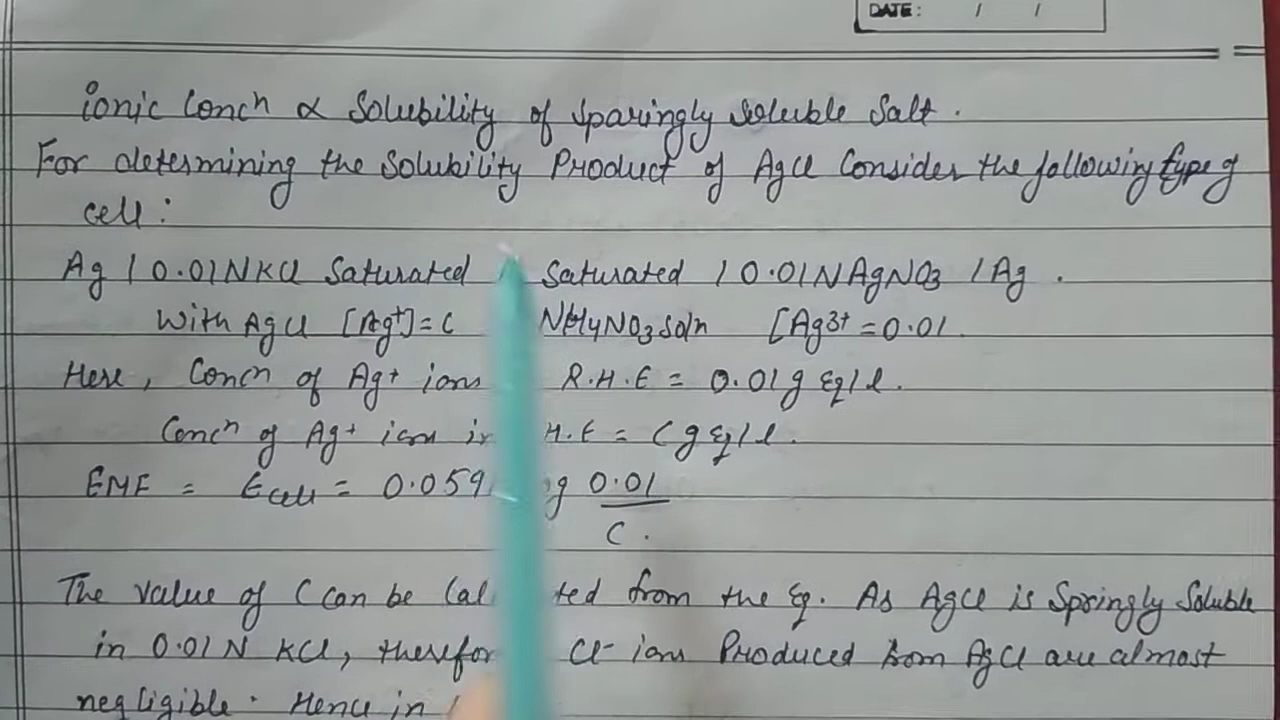 DATE: / /
ionic Concn ∝ Solubility of Sparingly soluble Salt.
For determining the Solubility Product of AgCl Consider the following type of
cell:
Ag / 0.01N KCl Saturated Saturated / 0.01N AgNO3 / Ag.
With AgCl [Ag+] = C NH4NO3 soln [Ag3+ = 0.01
Here, Concn of Ag+ ions R.H.E = 0.01 g Eq/l.
Concn of Ag+ ions in H.E = C g Eq/l.
EMF = Ecell = 0.059 0.01
C.
The value of C can be from the Eq. As AgCl is Springly Soluble
in 0.01 N KCl, Cl- ions Produced from AgCl are almost
negligible. Hence in